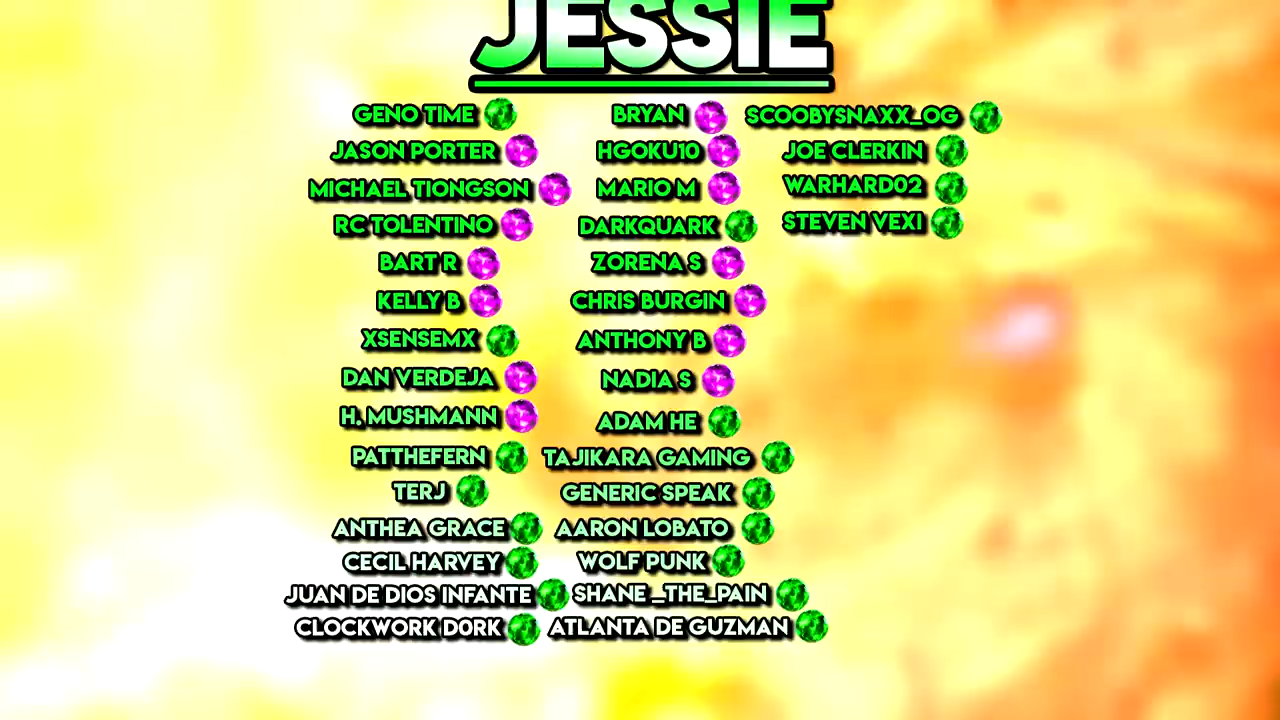 JESSIE
GENO TIME
JASON PORTER
MICHAEL TIONGSON
RC TOLENTINO
BART R
KELLY B
XSENSEMX
DAN VERDEJA
H. MUSHMANN
PATTHEFERN
TERJ
ANTHEA GRACE
CECIL HARVEY
JUAN DE DIOS INFANTE
CLOCKWORK D0RK
BRYAN
HGOKU10
MARIO M
DARKQUARK
ZORENA S
CHRIS BURGIN
ANTHONY B
NADIA S
ADAM HE
TAJIKARA GAMING
GENERIC SPEAK
AARON LOBATO
WOLF PUNK
SHANE _THE_PAIN
ATLANTA DE GUZMAN
SCOOBYSNAXX_OG
JOE CLERKIN
WARHARD02
STEVEN VEXI